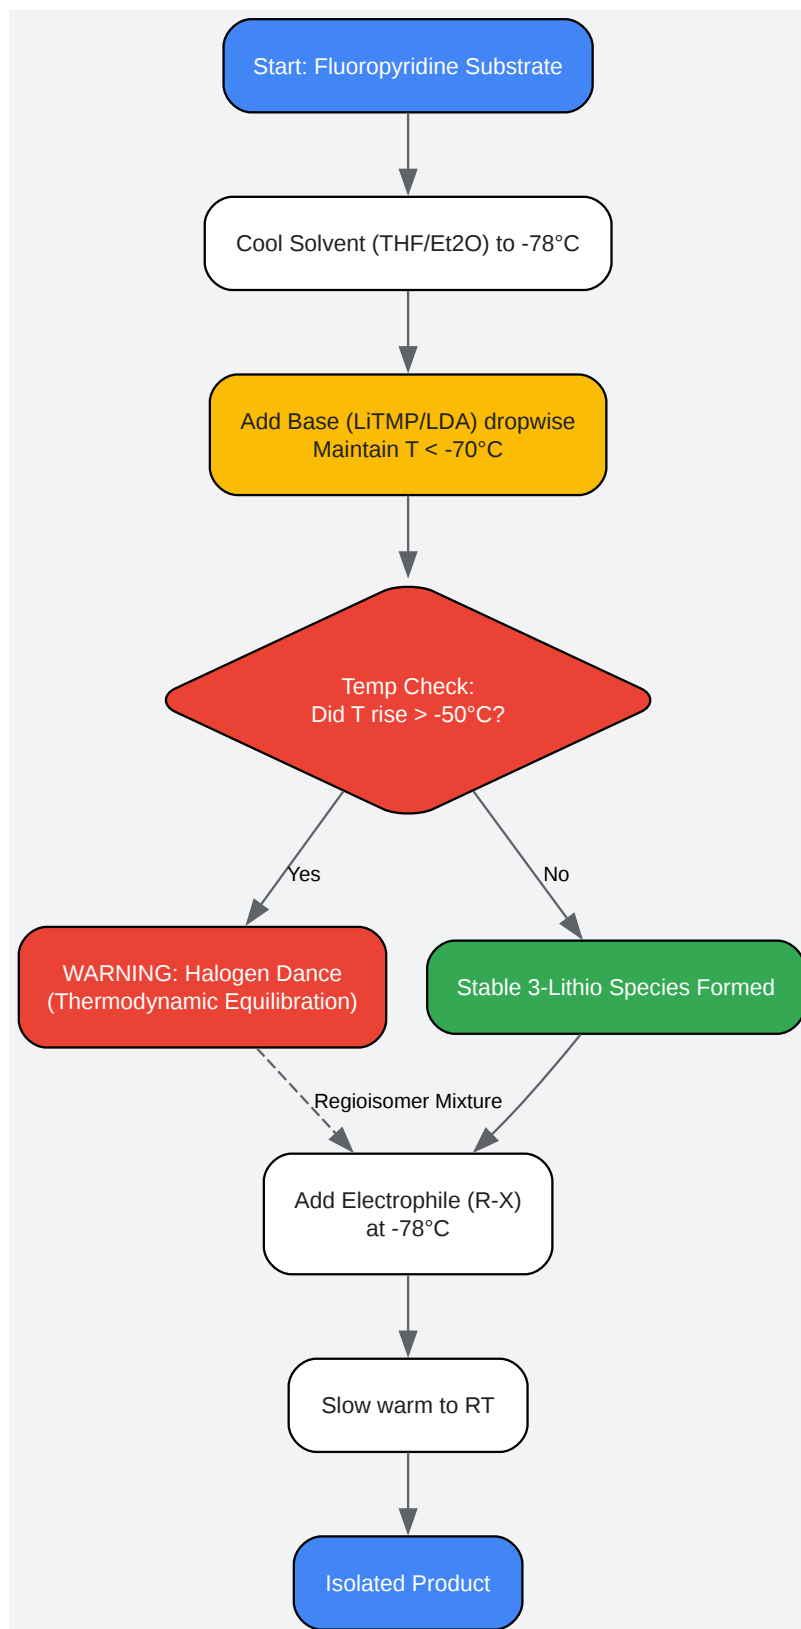 Start: Fluoropyridine Substrate
Cool Solvent (THF/Et2O) to -78°C
Add Base (LiTMP/LDA) dropwise
Maintain T < -70°C
Temp Check:
Did T rise > -50°C?
Yes
No
WARNING: Halogen Dance
(Thermodynamic Equilibration)
Stable 3-Lithio Species Formed
Regioisomer Mixture
Add Electrophile (R-X)
at -78°C
Slow warm to RT
Isolated Product